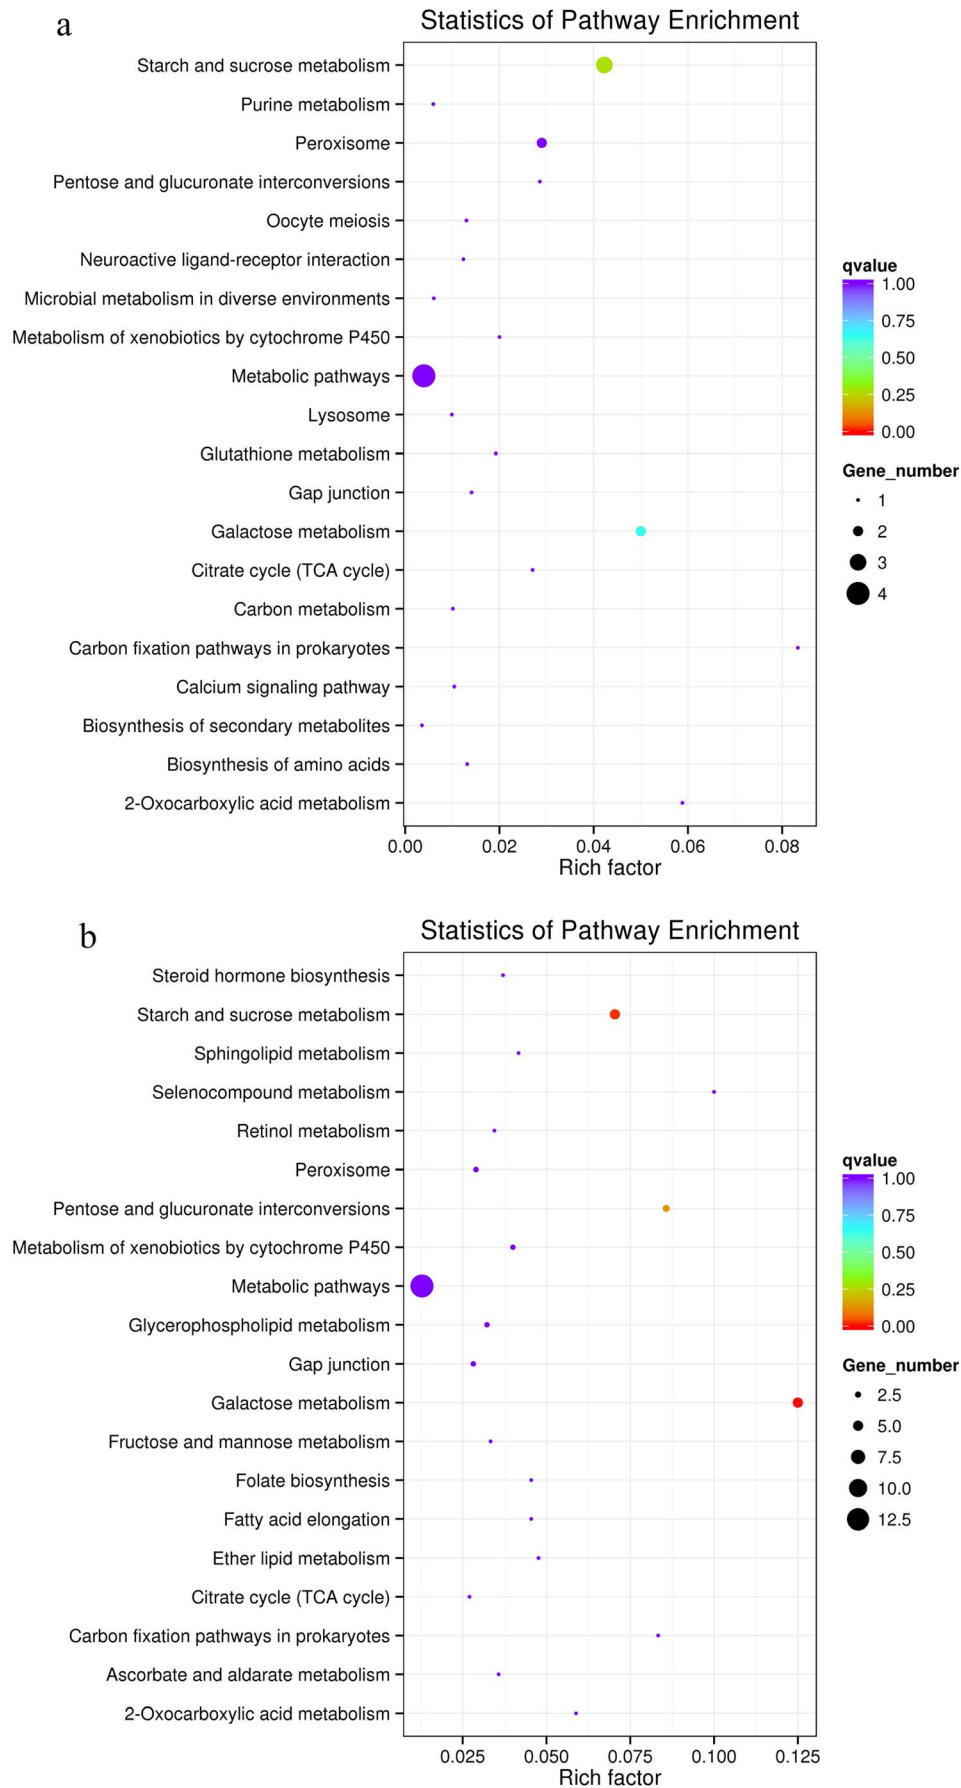 a
Statistics of Pathway Enrichment
Starch and sucrose metabolism
Purine metabolism
Peroxisome
Pentose and glucuronate interconversions
Oocyte meiosis
Neuroactive ligand-receptor interaction
Microbial metabolism in diverse environments
Metabolism of xenobiotics by cytochrome P450
Metabolic pathways
Lysosome
Glutathione metabolism
Gap junction
Galactose metabolism
Citrate cycle (TCA cycle)
Carbon metabolism
Carbon fixation pathways in prokaryotes
Calcium signaling pathway
Biosynthesis of secondary metabolites
Biosynthesis of amino acids
2-Oxocarboxylic acid metabolism
0.00 0.02 0.04 0.06 0.08
Rich factor
qvalue
1.00
0.75
0.50
0.25
0.00
Gene_number
1
2
3
4
b
Statistics of Pathway Enrichment
Steroid hormone biosynthesis
Starch and sucrose metabolism
Sphingolipid metabolism
Selenocompound metabolism
Retinol metabolism
Peroxisome
Pentose and glucuronate interconversions
Metabolism of xenobiotics by cytochrome P450
Metabolic pathways
Glycerophospholipid metabolism
Gap junction
Galactose metabolism
Fructose and mannose metabolism
Folate biosynthesis
Fatty acid elongation
Ether lipid metabolism
Citrate cycle (TCA cycle)
Carbon fixation pathways in prokaryotes
Ascorbate and aldarate metabolism
2-Oxocarboxylic acid metabolism
0.025 0.050 0.075 0.100 0.125
Rich factor
qvalue
1.00
0.75
0.50
0.25
0.00
Gene_number
2.5
5.0
7.5
10.0
12.5